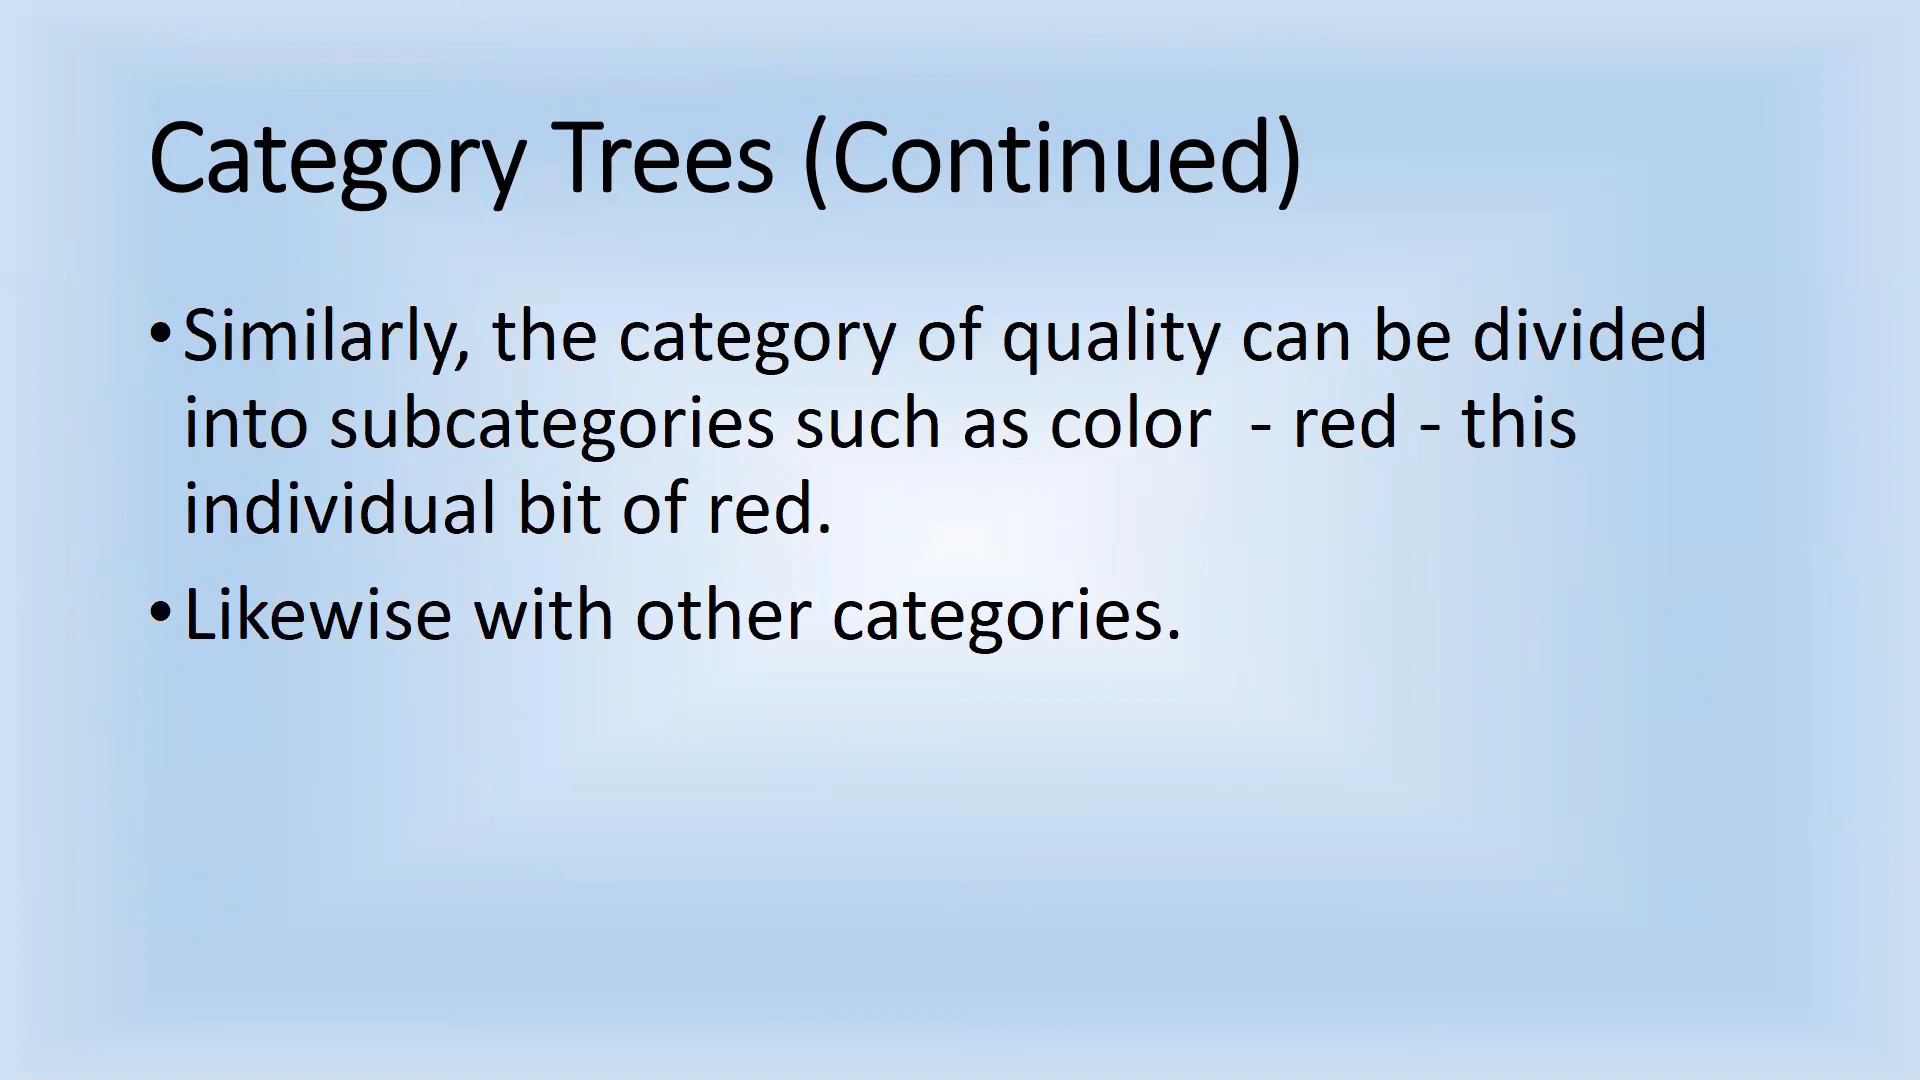 Category Trees (Continued)
• Similarly, the category of quality can be divided
into subcategories such as color  - red - this
individual bit of red.
• Likewise with other categories.